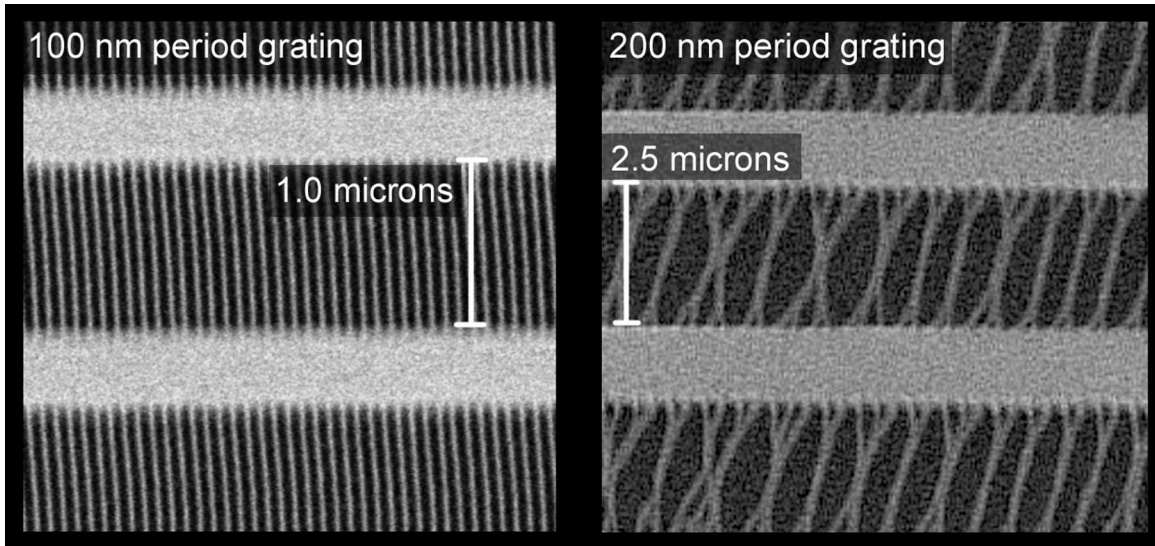 100 nm period grating
1.0 microns
200 nm period grating
2.5 microns